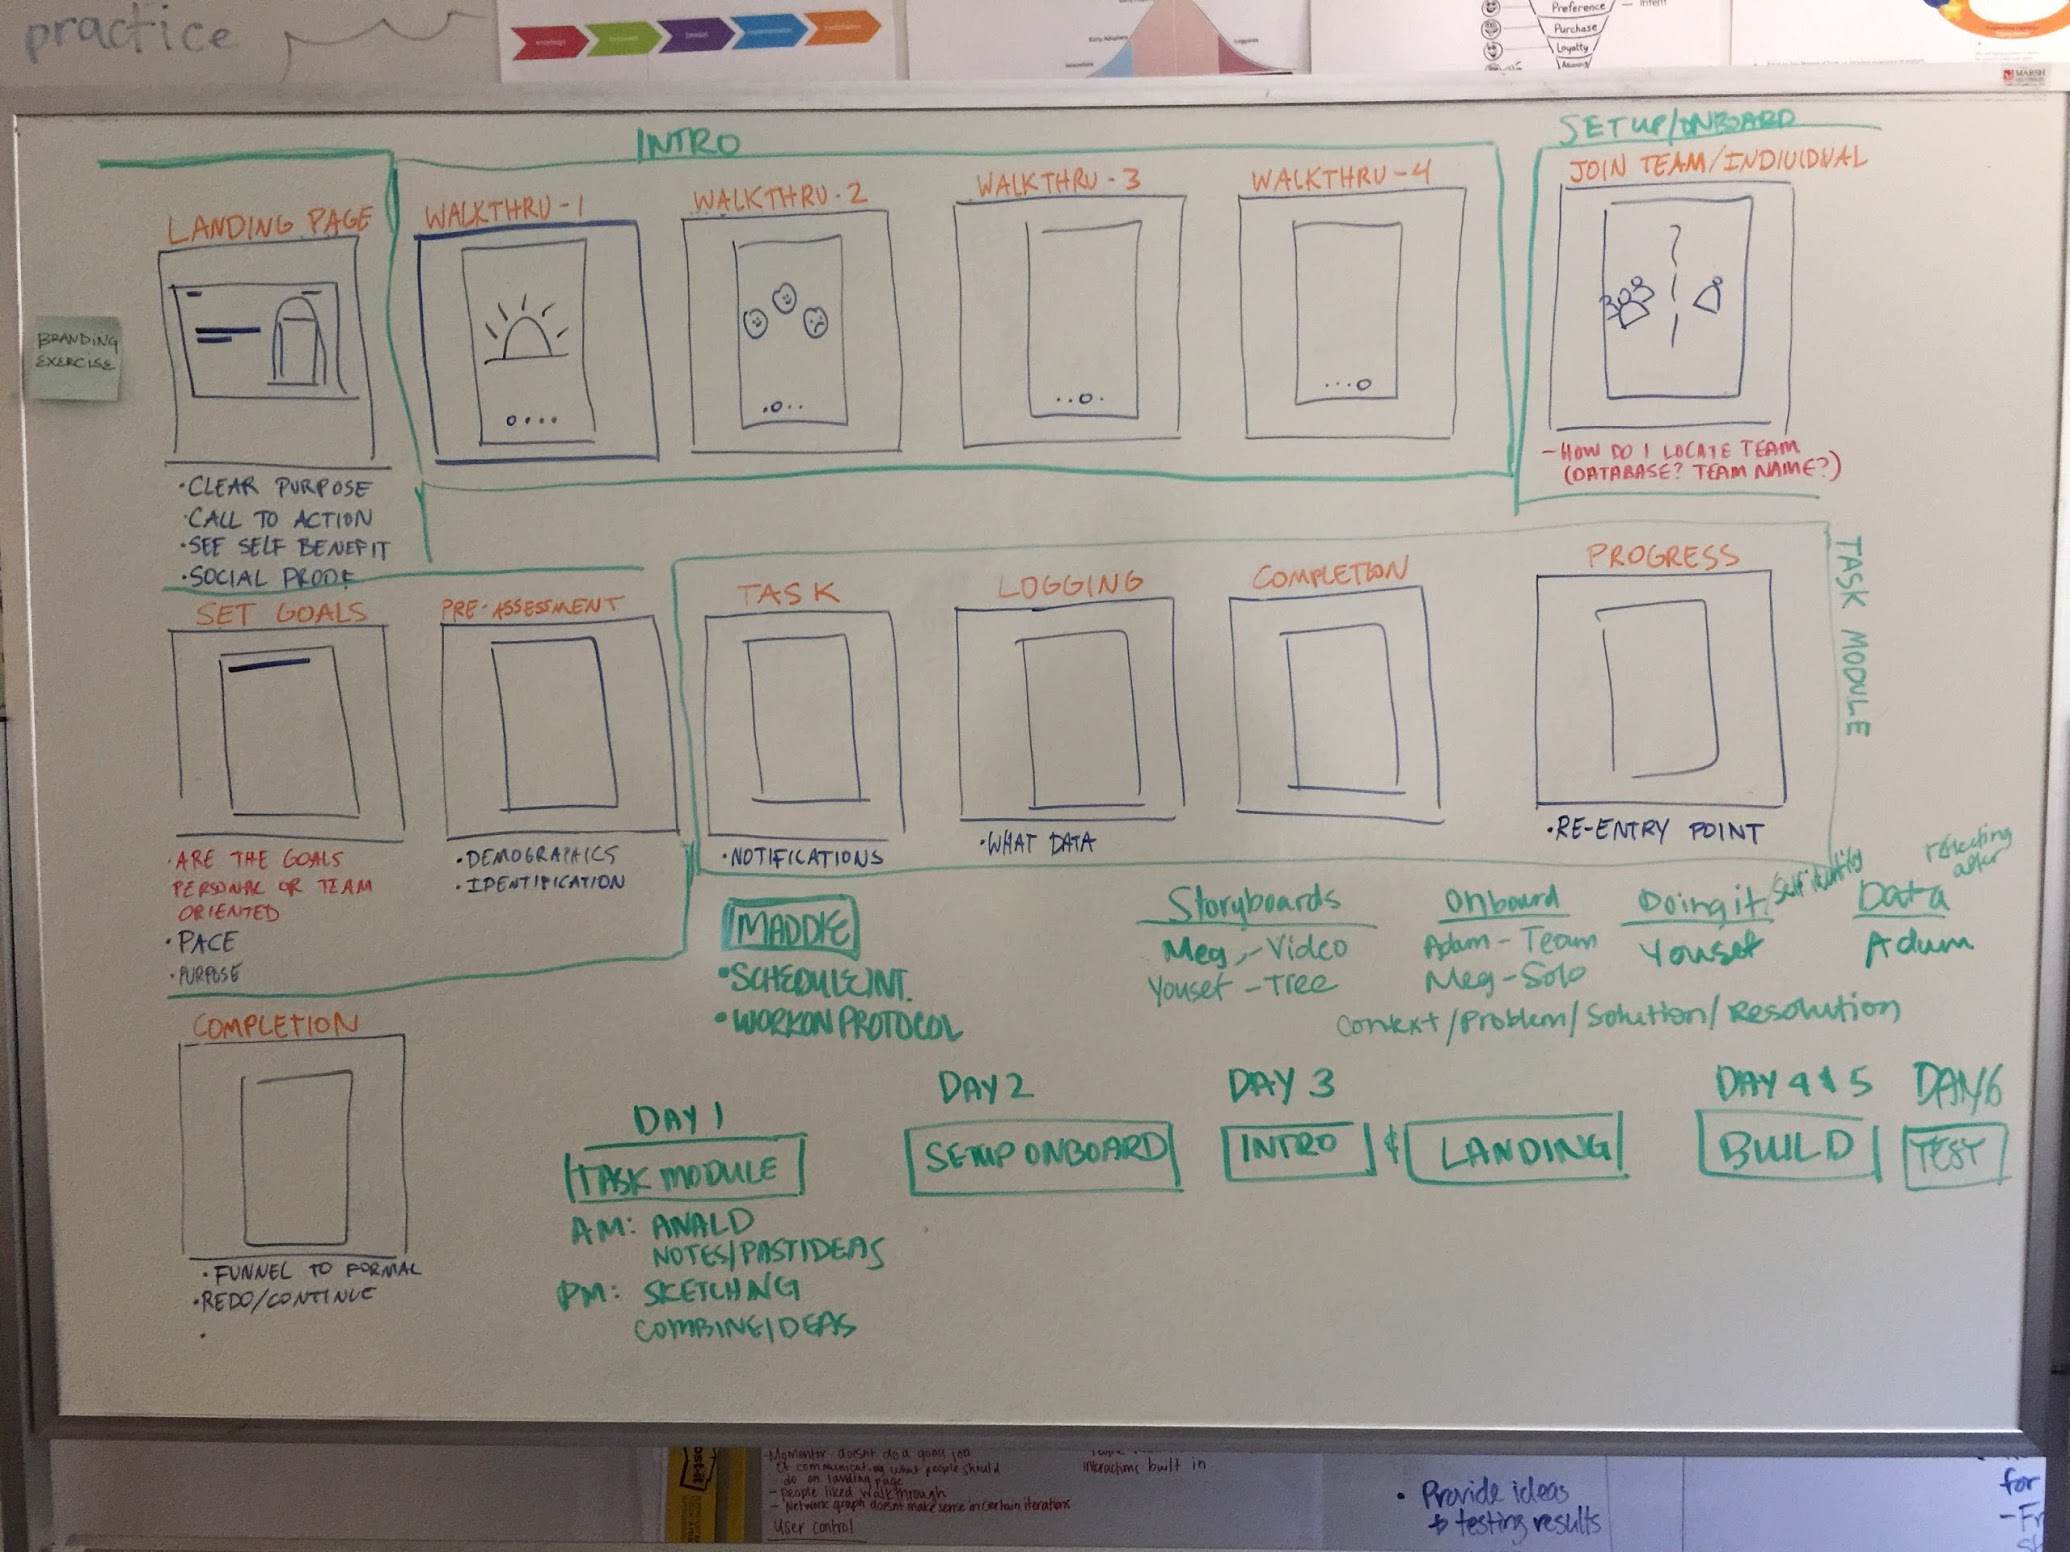 practice
Preference
Purchase
Loyalty
MARSH
INTRO
SETUP/ONBOARD
LANDING PAGE
WALKTHRU-1
WALKTHRU-2
WALKTHRU-3
WALKTHRU-4
JOIN TEAM/INDIVIDUAL
BRANDING
EXERCISE
• CLEAR PURPOSE
• CALL TO ACTION
• SEE SELF BENEFIT
• SOCIAL PROOF
- HOW DO I LOCATE TEAM
(DATABASE? TEAM NAME?)
TASK MODULE
SET GOALS
PRE-ASSESSMENT
TASK
LOGGING
COMPLETION
PROGRESS
• ARE THE GOALS
PERSONAL OR TEAM
ORIENTED
• PACE
• PURPOSE
• DEMOGRAPHICS
• IDENTIFICATION
• NOTIFICATIONS
• WHAT DATA
• RE-ENTRY POINT
MADDIE
• SCHEDULE INT.
• WORK ON PROTOCOL
Storyboards
Meg - Video
Yousef - Tree
Onboard
Adam - Team
Meg - Solo
Doing it/Self identity
Yousef
Data
Adam
Context/Problem/Solution/Resolution
COMPLETION
• FUNNEL TO FORMAL
• REDO/CONTINUE
DAY 1
TASK MODULE
AM: ANALD
NOTES/PAST IDEAS
PM: SKETCHNG
COMBINE IDEAS
DAY 2
SETUP ONBOARD
DAY 3
INTRO & LANDING
DAY 4 & 5
BUILD
DAY 6
TEST
Momentor doesnt do a good job
of communicating what people should
do on landing page
- people liked walkthrough
- Network graph doesnt make sense in certain iterations
User control
interactions built in
• Provide ideas
testing results
for